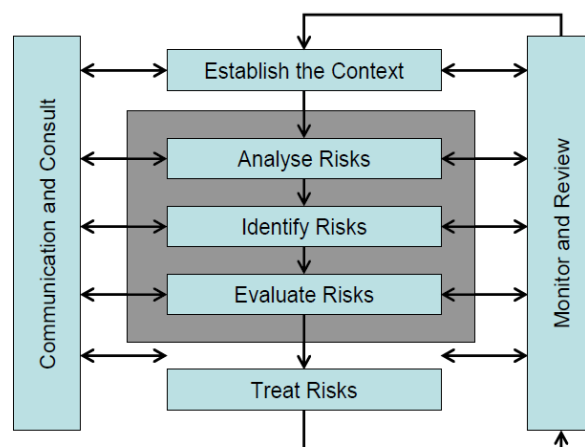 Communication and Consult
Establish the Context
Analyse Risks
Identify Risks
Evaluate Risks
Treat Risks
Monitor and Review